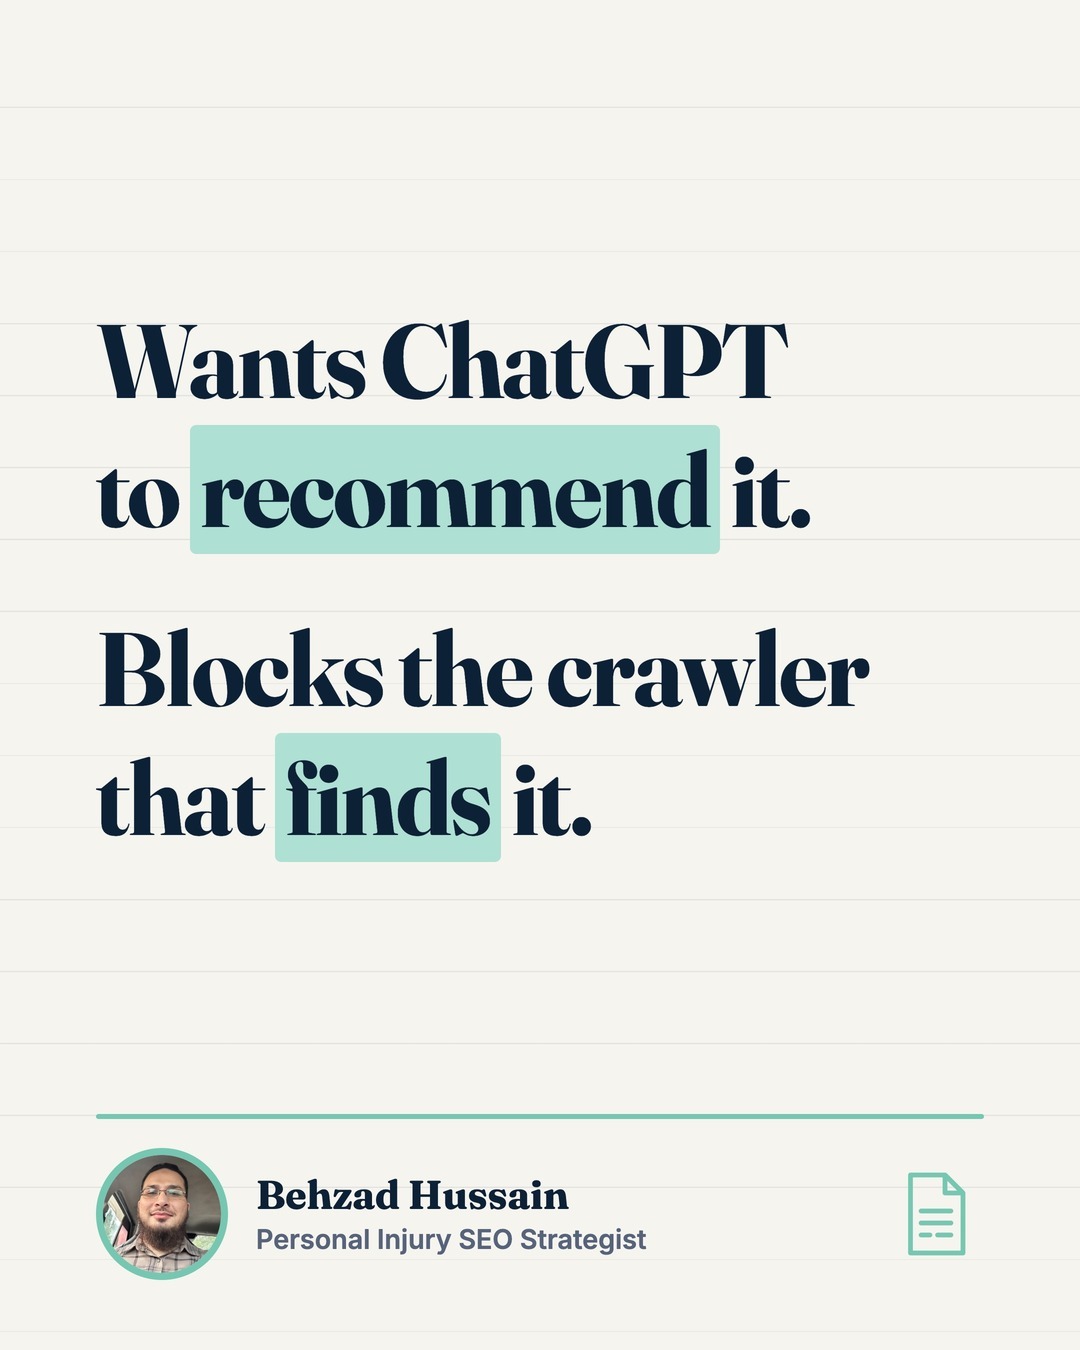 Wants ChatGPT
to recommend it.
Blocks the crawler
that finds it.
Behzad Hussain
Personal Injury SEO Strategist